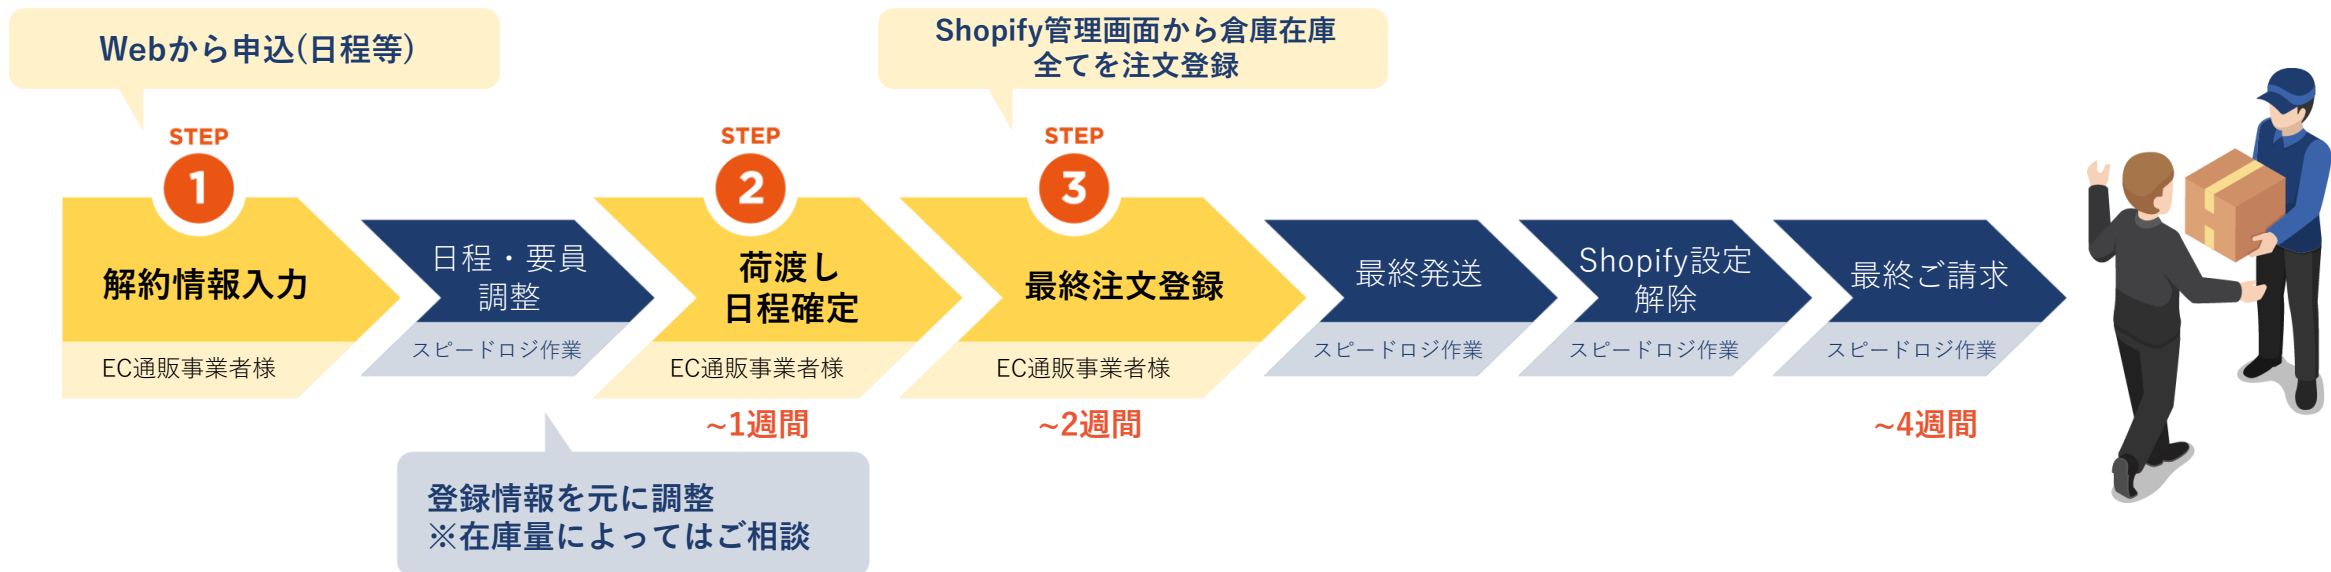 Webから申込(日程等)
Shopify管理画面から倉庫在庫
全てを注文登録
STEP
1
解約情報入力
EC通販事業者様
日程・要員
調整
スピードロジ作業
登録情報を元に調整
※在庫量によってはご相談
STEP
2
荷渡し
日程確定
EC通販事業者様
~1週間
STEP
3
最終注文登録
EC通販事業者様
~2週間
最終発送
スピードロジ作業
Shopify設定
解除
スピードロジ作業
最終ご請求
スピードロジ作業
~4週間